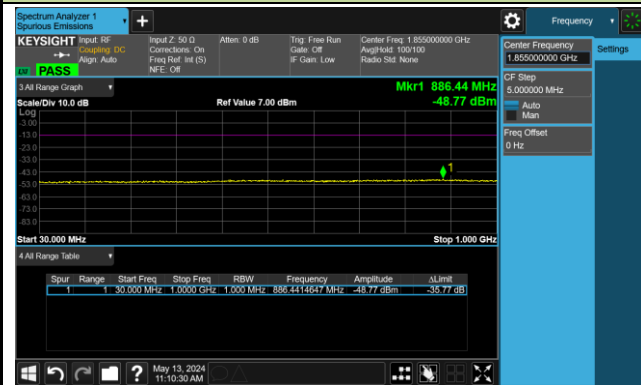 Spectrum Analyzer 1
Spurious Emissions
Frequency
KEYSIGHT
Input: RF
Coupling: DC
Align: Auto
Input Z: 50 Ω
Corrections: On
Freq Ref: Int (S)
NFE: Off
Atten: 0 dB
Trig: Free Run
Gate: Off
IF Gain: Low
Center Freq: 1.855000000 GHz
Avg|Hold: 100/100
Radio Std: None
PASS
Center Frequency
1.855000000 GHz
Settings
CF Step
5.000000 MHz
Auto
Man
Freq Offset
0 Hz
3 All Range Graph
Mkr1 886.44 MHz
Scale/Div 10.0 dB
Ref Value 7.00 dBm
-48.77 dBm
Log
-3.00
-13.0
-23.0
-33.0
-43.0
-53.0
-63.0
-73.0
-83.0
1
Start 30.000 MHz
Stop 1.000 GHz
4 All Range Table
Spur Range Start Freq Stop Freq RBW Frequency Amplitude ΔLimit
1 1 30.000 MHz 1.0000 GHz 1.000 MHz 886.4414647 MHz -48.77 dBm -35.77 dB
?
May 13, 2024
11:10:30 AM